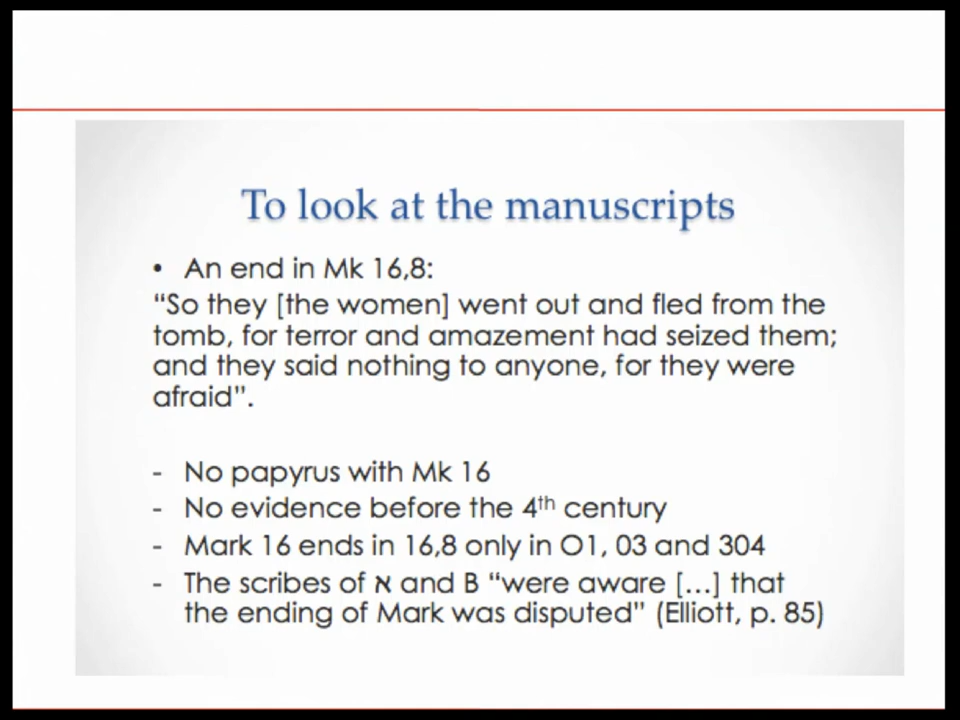 To look at the manuscripts
• An end in Mk 16,8:
“So they [the women] went out and fled from the
tomb, for terror and amazement had seized them;
and they said nothing to anyone, for they were
afraid”.
- No papyrus with Mk 16
- No evidence before the 4th century
- Mark 16 ends in 16,8 only in O1, 03 and 304
- The scribes of א and B “were aware […] that
the ending of Mark was disputed” (Elliott, p. 85)